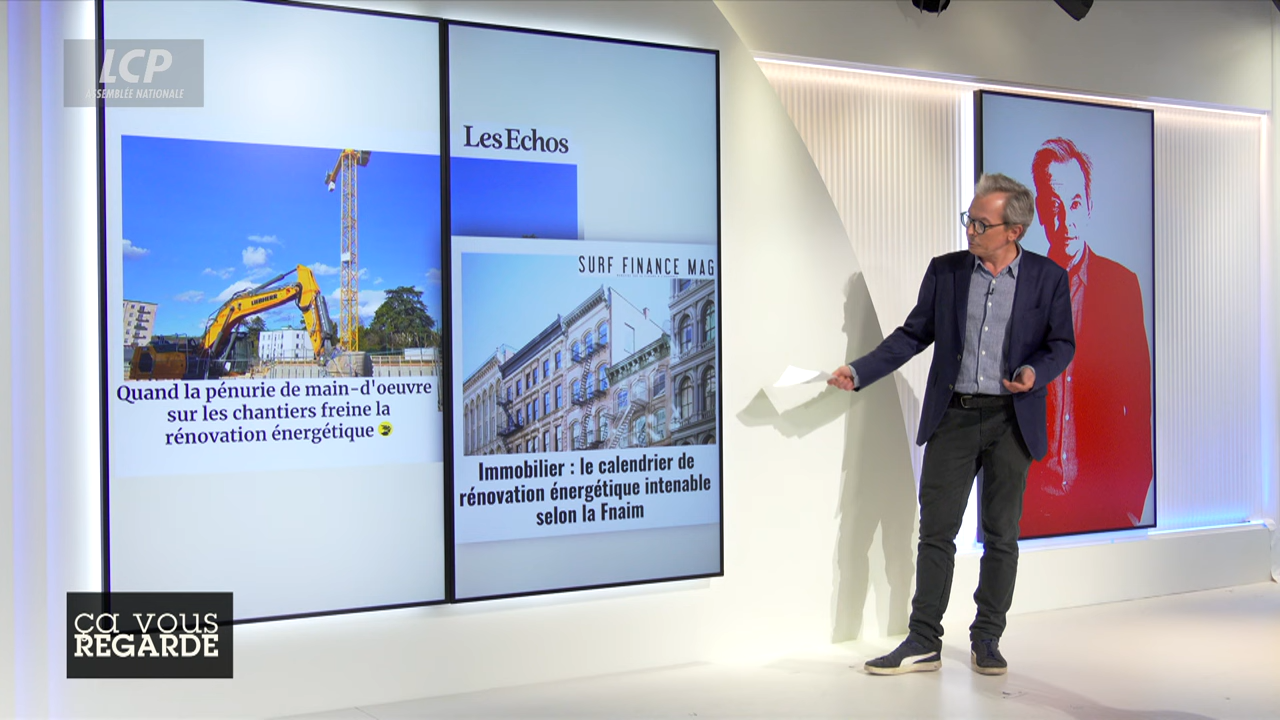 LCP
ASSEMBLÉE NATIONALE
Les Echos
SURF FINANCE MAG
LIEBHERR
Quand la pénurie de main-d'oeuvre
sur les chantiers freine la
rénovation énergétique
Immobilier : le calendrier de
rénovation énergétique intenable
selon la Fnaim
ça vous
REGARDE